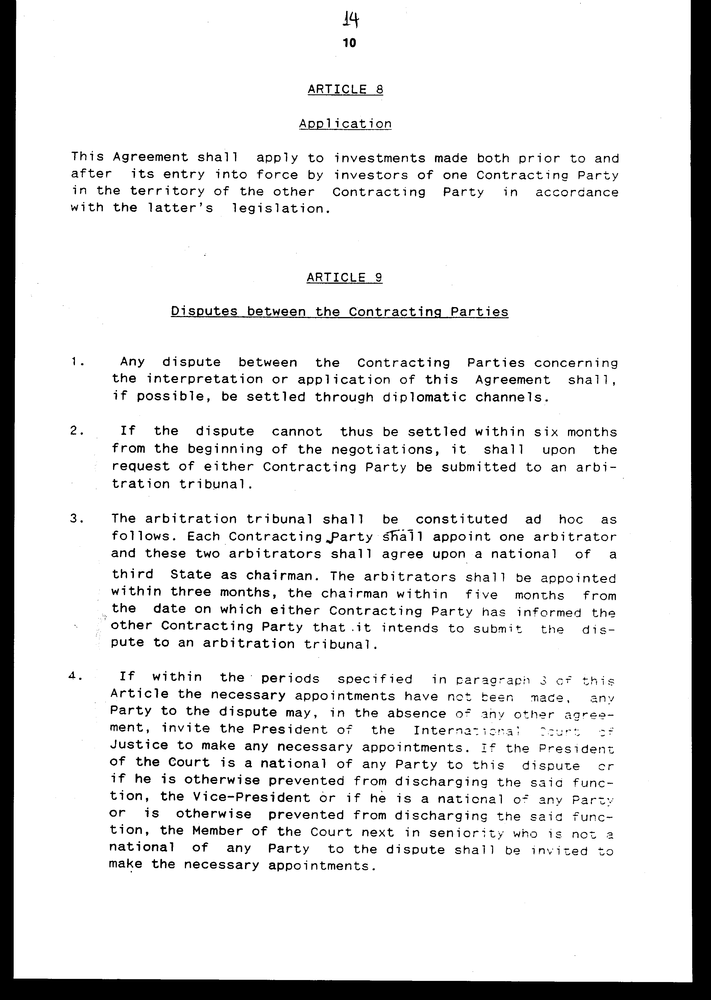 14
10
ARTICLE 8
Application
This Agreement shall apply to investments made both prior to and
after its entry into force by investors of one Contracting Party
in the territory of the other Contracting Party in accordance
with the latter's legislation.
ARTICLE 9
Disputes between the Contracting Parties
1. Any dispute between the Contracting Parties concerning
the interpretation or application of this Agreement shall,
if possible, be settled through diplomatic channels.
2. If the dispute cannot thus be settled within six months
from the beginning of the negotiations, it shall upon the
request of either Contracting Party be submitted to an arbi-
tration tribunal.
3. The arbitration tribunal shall be constituted ad hoc as
follows. Each Contracting Party shall appoint one arbitrator
and these two arbitrators shall agree upon a national of a
third State as chairman. The arbitrators shall be appointed
within three months, the chairman within five months from
the date on which either Contracting Party has informed the
other Contracting Party that it intends to submit the dis-
pute to an arbitration tribunal.
4. If within the periods specified in paragraph 3 of this
Article the necessary appointments have not been made, any
Party to the dispute may, in the absence of any other agree-
ment, invite the President of the International Court of
Justice to make any necessary appointments. If the President
of the Court is a national of any Party to this dispute or
if he is otherwise prevented from discharging the said func-
tion, the Vice-President or if he is a national of any Party
or is otherwise prevented from discharging the said func-
tion, the Member of the Court next in seniority who is not a
national of any Party to the dispute shall be invited to
make the necessary appointments.